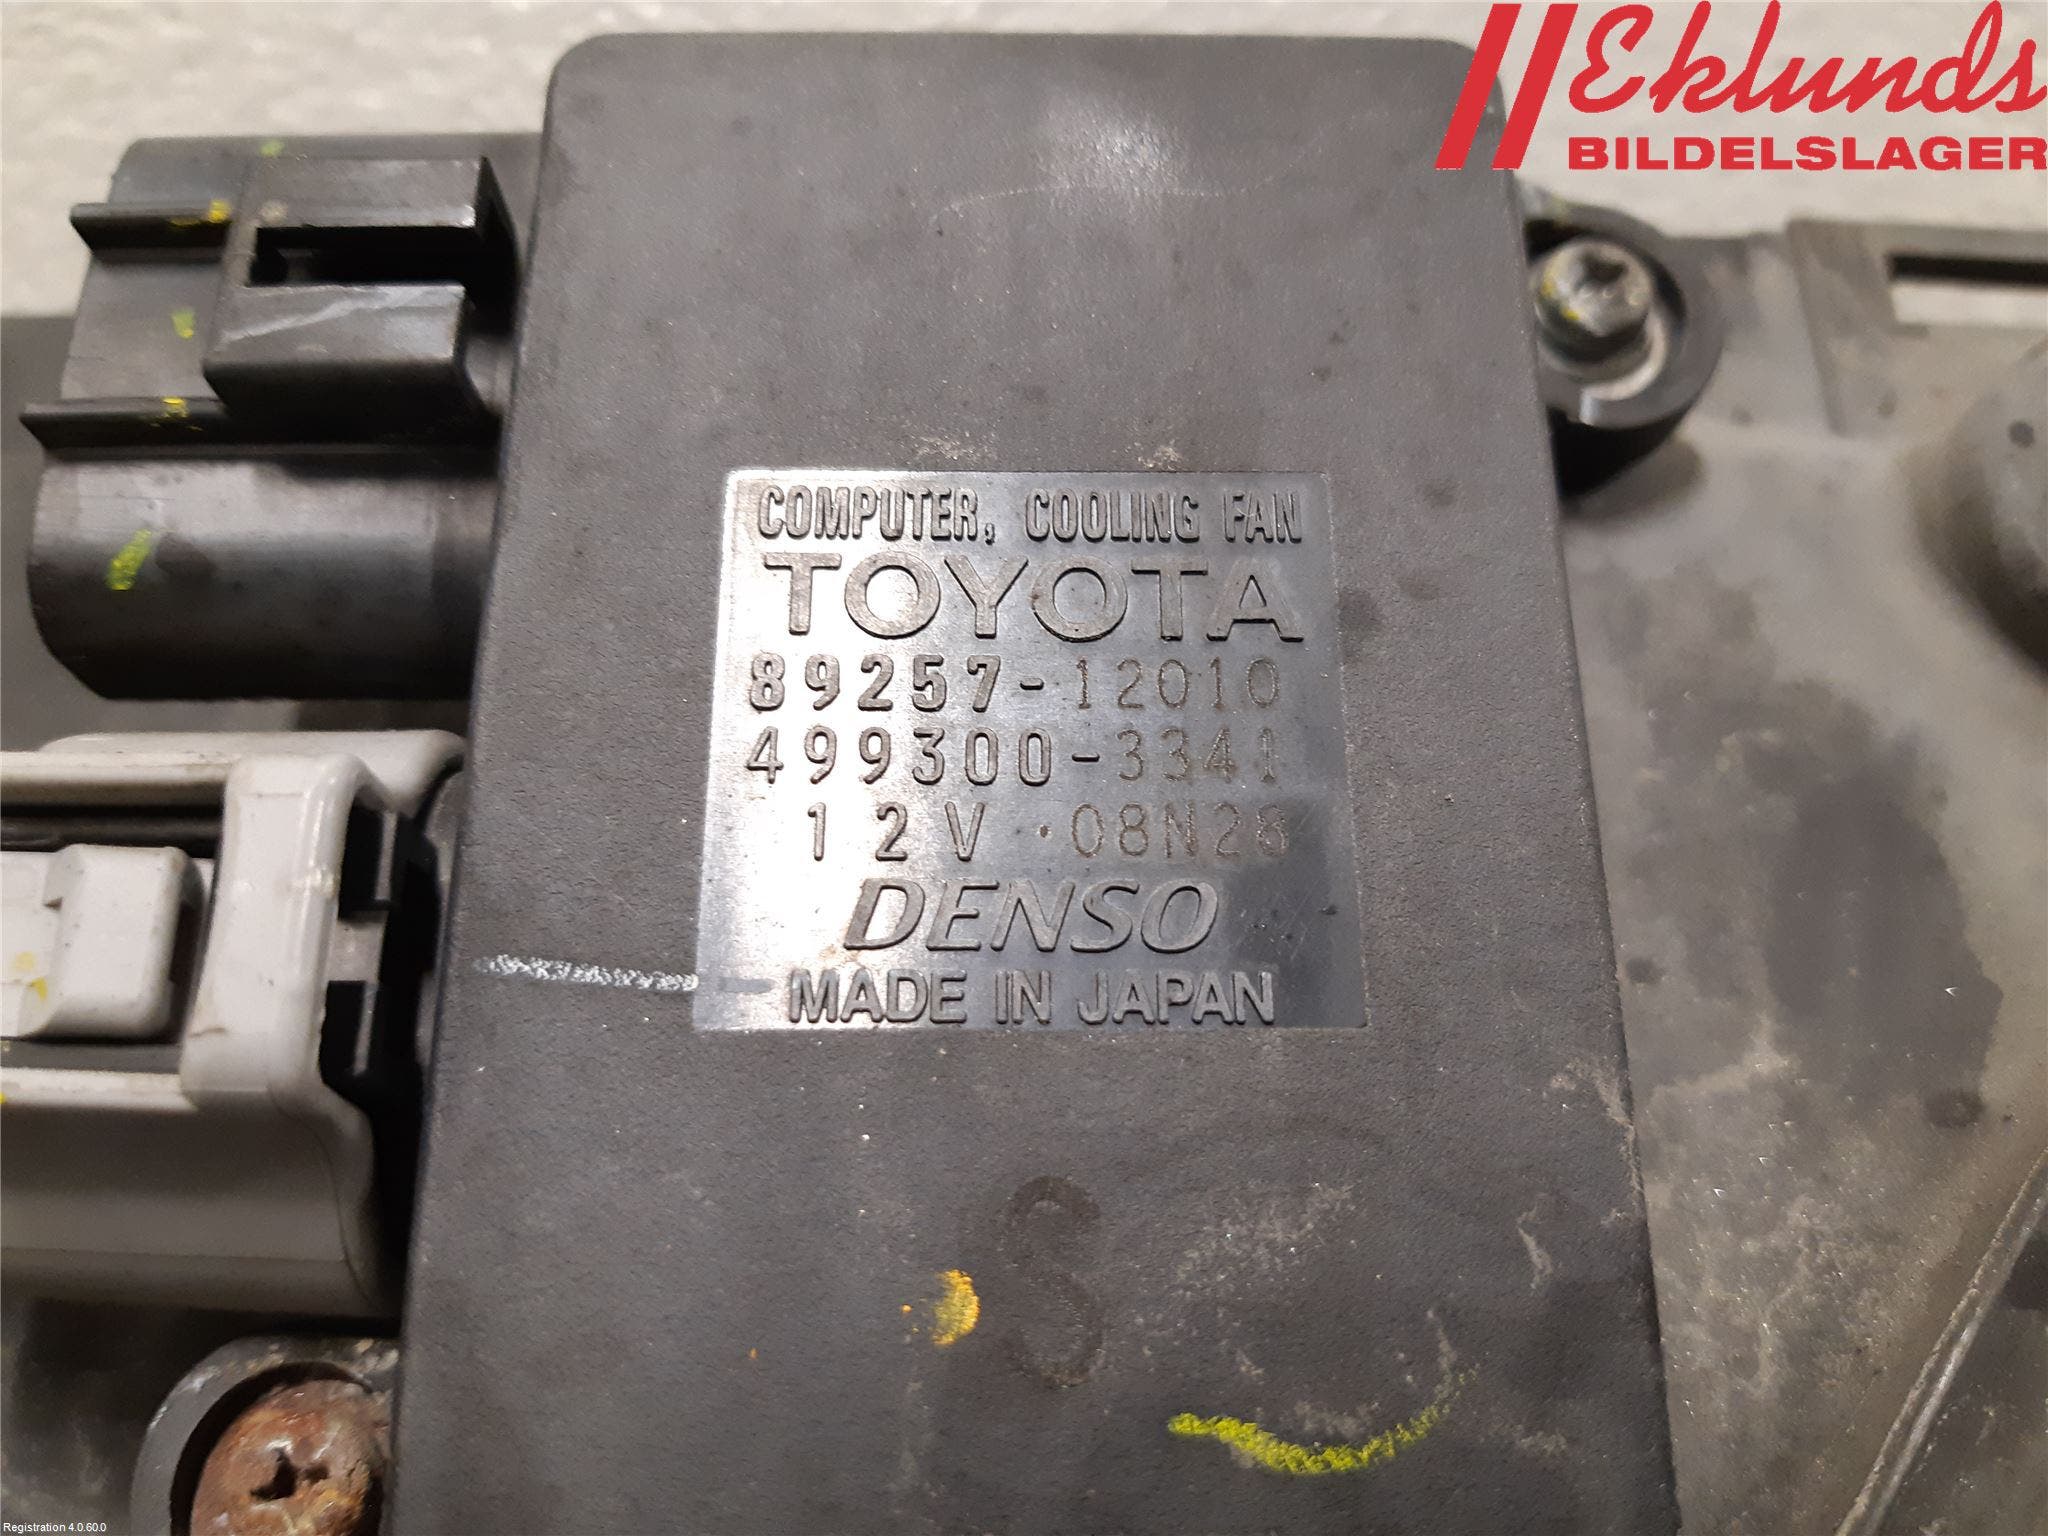 Eklunds
BILDELSLAGER
COMPUTER, COOLING FAN
TOYOTA
89257-12010
499300-3341
12V 08N28
DENSO
MADE IN JAPAN
Registration 4.0.60.0